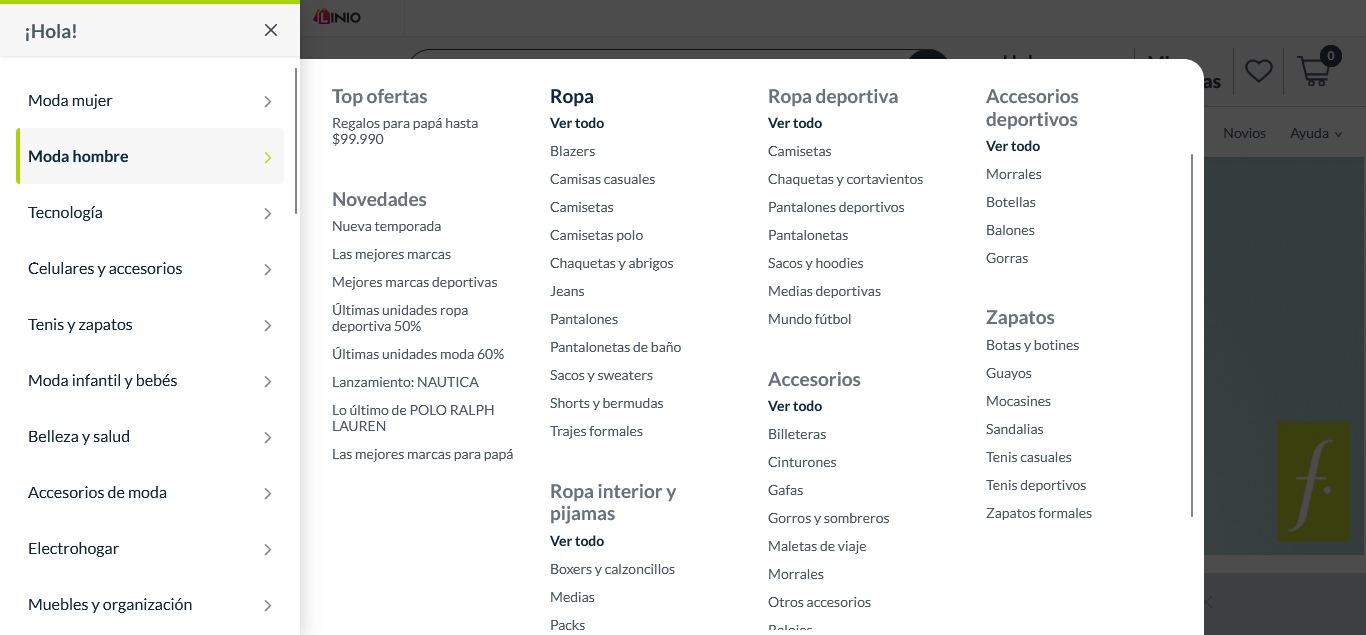 LINIO
¡Hola!
0
Novios
Ayuda
Moda mujer
Moda hombre
Tecnología
Celulares y accesorios
Tenis y zapatos
Moda infantil y bebés
Belleza y salud
Accesorios de moda
Electrohogar
Muebles y organización
Top ofertas
Regalos para papá hasta
$99.990
Novedades
Nueva temporada
Las mejores marcas
Mejores marcas deportivas
Últimas unidades ropa
deportiva 50%
Últimas unidades moda 60%
Lanzamiento: NAUTICA
Lo último de POLO RALPH
LAUREN
Las mejores marcas para papá
Ropa
Ver todo
Blazers
Camisas casuales
Camisetas
Camisetas polo
Chaquetas y abrigos
Jeans
Pantalones
Pantalonetas de baño
Sacos y sweaters
Shorts y bermudas
Trajes formales
Ropa interior y
pijamas
Ver todo
Boxers y calzoncillos
Medias
Packs
Ropa deportiva
Ver todo
Camisetas
Chaquetas y cortavientos
Pantalones deportivos
Pantalonetas
Sacos y hoodies
Medias deportivas
Mundo fútbol
Accesorios
Ver todo
Billeteras
Cinturones
Gafas
Gorros y sombreros
Maletas de viaje
Morrales
Otros accesorios
Relojes
Accesorios
deportivos
Ver todo
Morrales
Botellas
Balones
Gorras
Zapatos
Botas y botines
Guayos
Mocasines
Sandalias
Tenis casuales
Tenis deportivos
Zapatos formales
f.